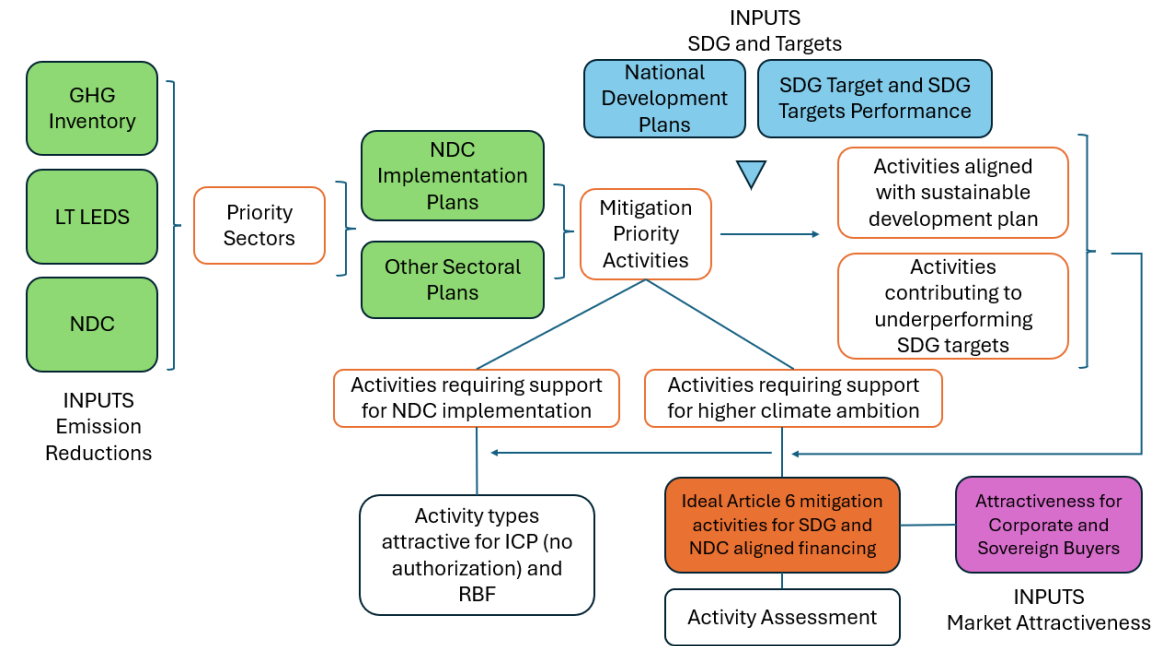 INPUTS
SDG and Targets
National
Development
Plans
SDG Target and SDG
Targets Performance
GHG
Inventory
LT LEDS
NDC
INPUTS
Emission
Reductions
Priority
Sectors
NDC
Implementation
Plans
Other Sectoral
Plans
Mitigation
Priority
Activities
Activities aligned
with sustainable
development plan
Activities
contributing to
underperforming
SDG targets
Activities requiring support
for NDC implementation
Activities requiring support
for higher climate ambition
Activity types
attractive for ICP (no
authorization) and
RBF
Ideal Article 6 mitigation
activities for SDG and
NDC aligned financing
Attractiveness for
Corporate and
Sovereign Buyers
INPUTS
Market Attractiveness
Activity Assessment